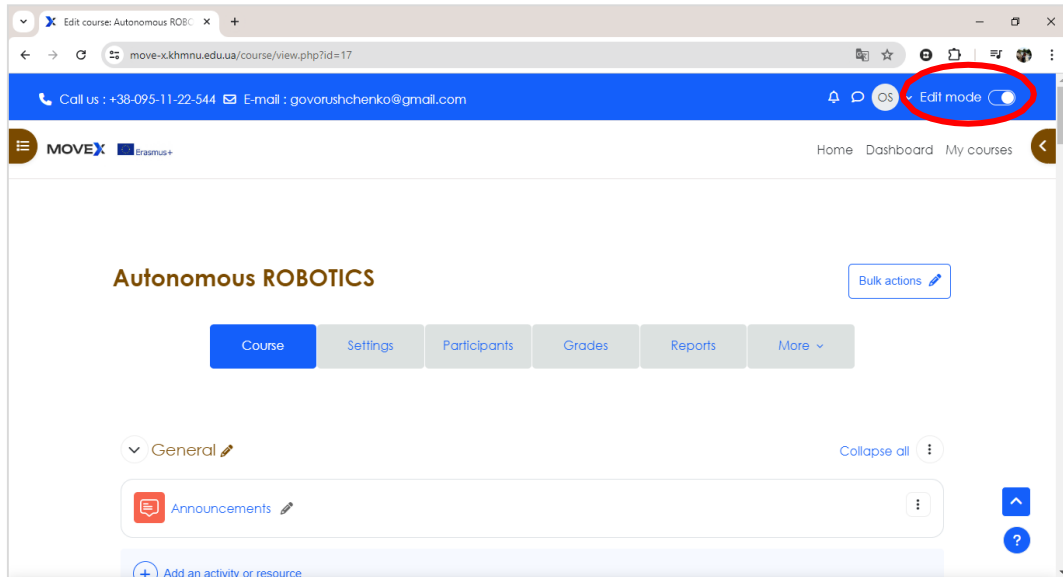 Edit course: Autonomous ROBO
move-x.khmnu.edu.ua/course/view.php?id=17
Call us : +38-095-11-22-544 E-mail : govorushchenko@gmail.com
OS
Edit mode
MOVEX Erasmus+
Home Dashboard My courses
Autonomous ROBOTICS
Bulk actions
Course Settings Participants Grades Reports More
General
Collapse all
Announcements
?
Add an activity or resource